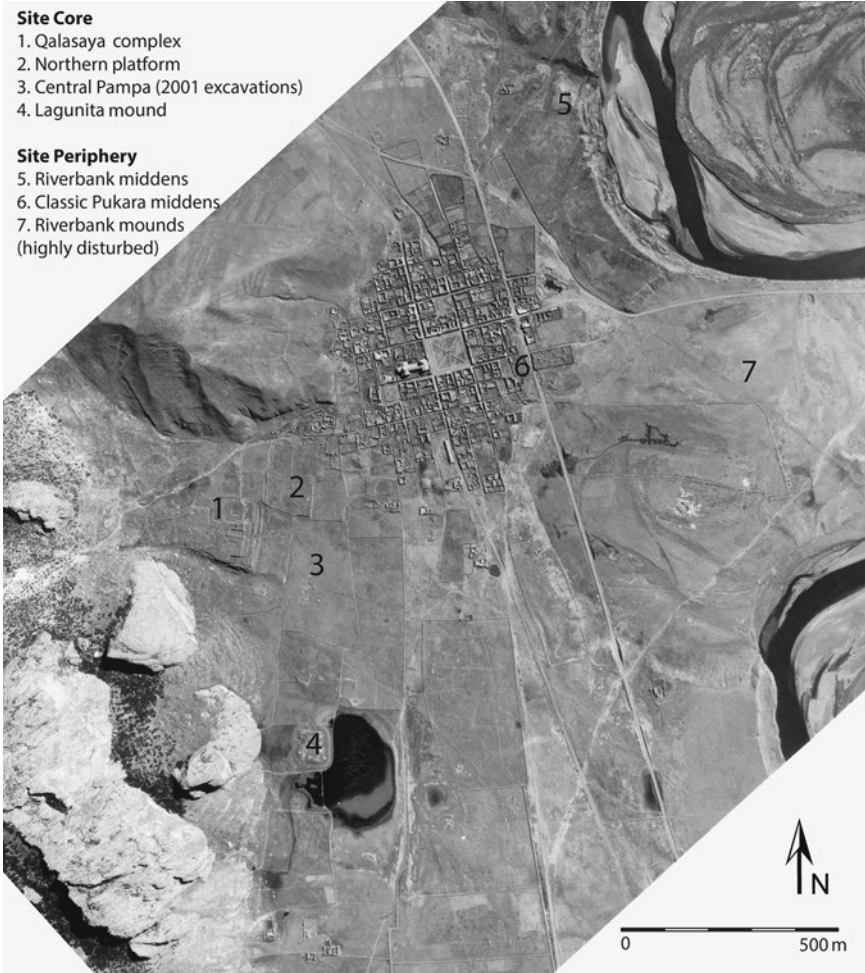 Site Core
1. Qalasaya complex
2. Northern platform
3. Central Pampa (2001 excavations)
4. Lagunita mound
Site Periphery
5. Riverbank middens
6. Classic Pukara middens
7. Riverbank mounds
(highly disturbed)
5
6
7
2
1
3
4
N
0 500 m